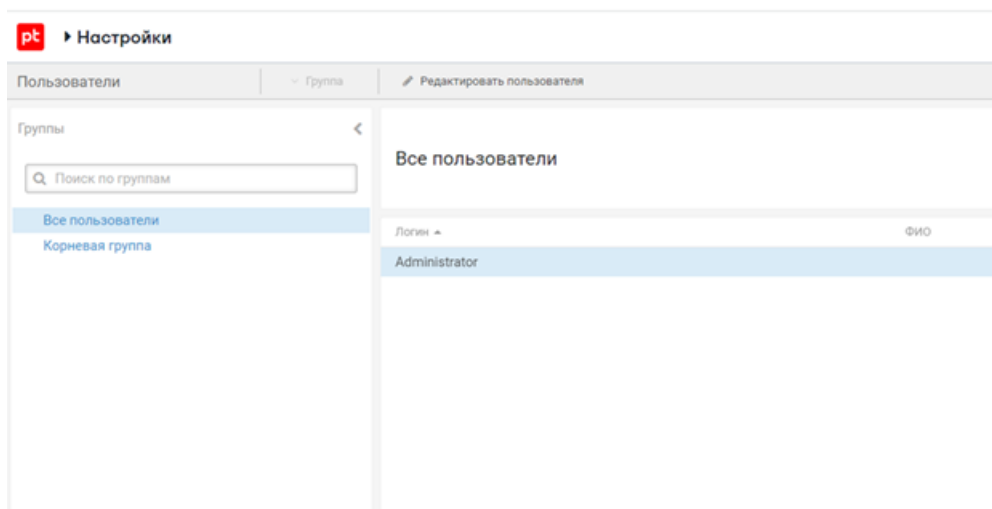 pt Настройки
Пользователи Группа Редактировать пользователя
Группы
Все пользователи
Поиск по группам
Все пользователи
Корневая группа
Логин ФИО
Administrator